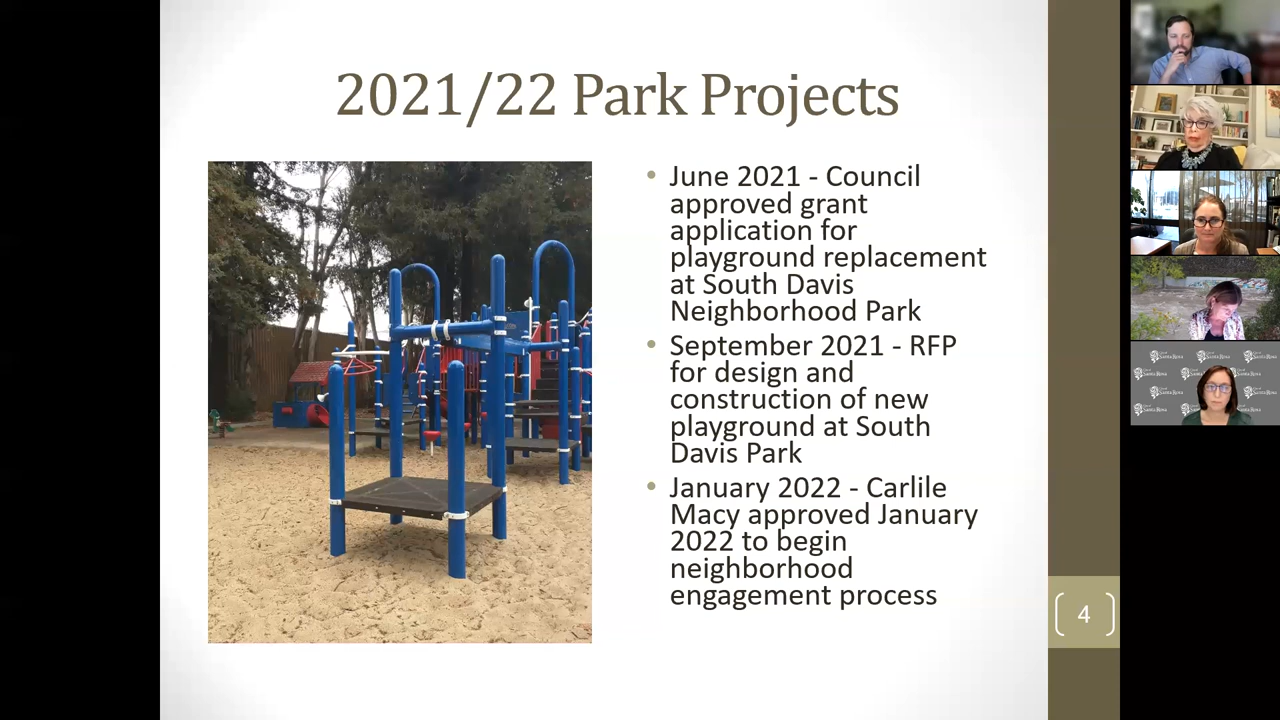 2021/22 Park Projects
• June 2021 - Council
approved grant
application for
playground replacement
at South Davis
Neighborhood Park
• September 2021 - RFP
for design and
construction of new
playground at South
Davis Park
• January 2022 - Carlile
Macy approved January
2022 to begin
neighborhood
engagement process
4